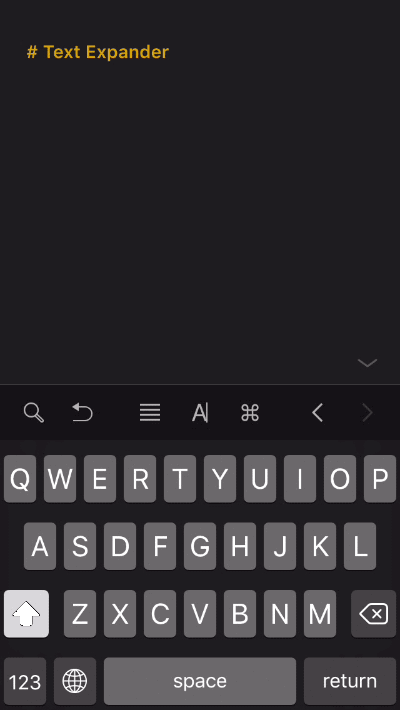 # Text Expander
Q W E R T Y U I O P
A S D F G H J K L
Z X C V B N M
123 space return